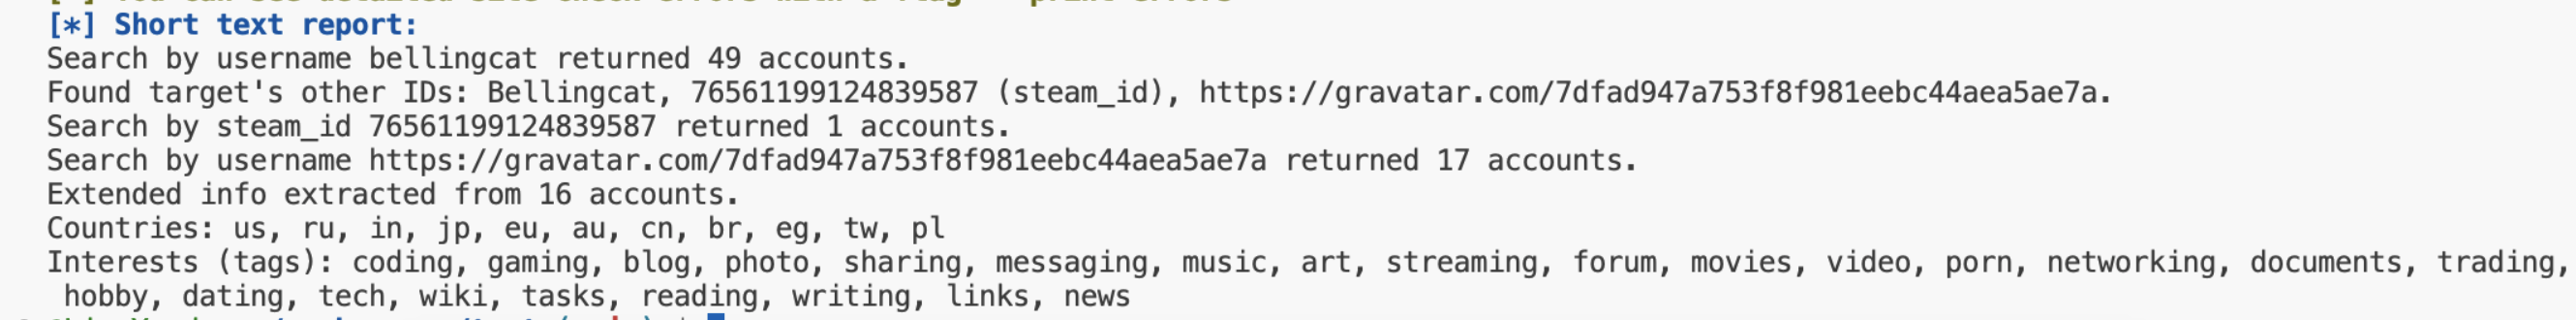 [*] Short text report:
Search by username bellingcat returned 49 accounts.
Found target's other IDs: Bellingcat, 76561199124839587 (steam_id), https://gravatar.com/7dfad947a753f8f981eebc44aea5ae7a.
Search by steam_id 76561199124839587 returned 1 accounts.
Search by username https://gravatar.com/7dfad947a753f8f981eebc44aea5ae7a returned 17 accounts.
Extended info extracted from 16 accounts.
Countries: us, ru, in, jp, eu, au, cn, br, eg, tw, pl
Interests (tags): coding, gaming, blog, photo, sharing, messaging, music, art, streaming, forum, movies, video, porn, networking, documents, trading,
hobby, dating, tech, wiki, tasks, reading, writing, links, news